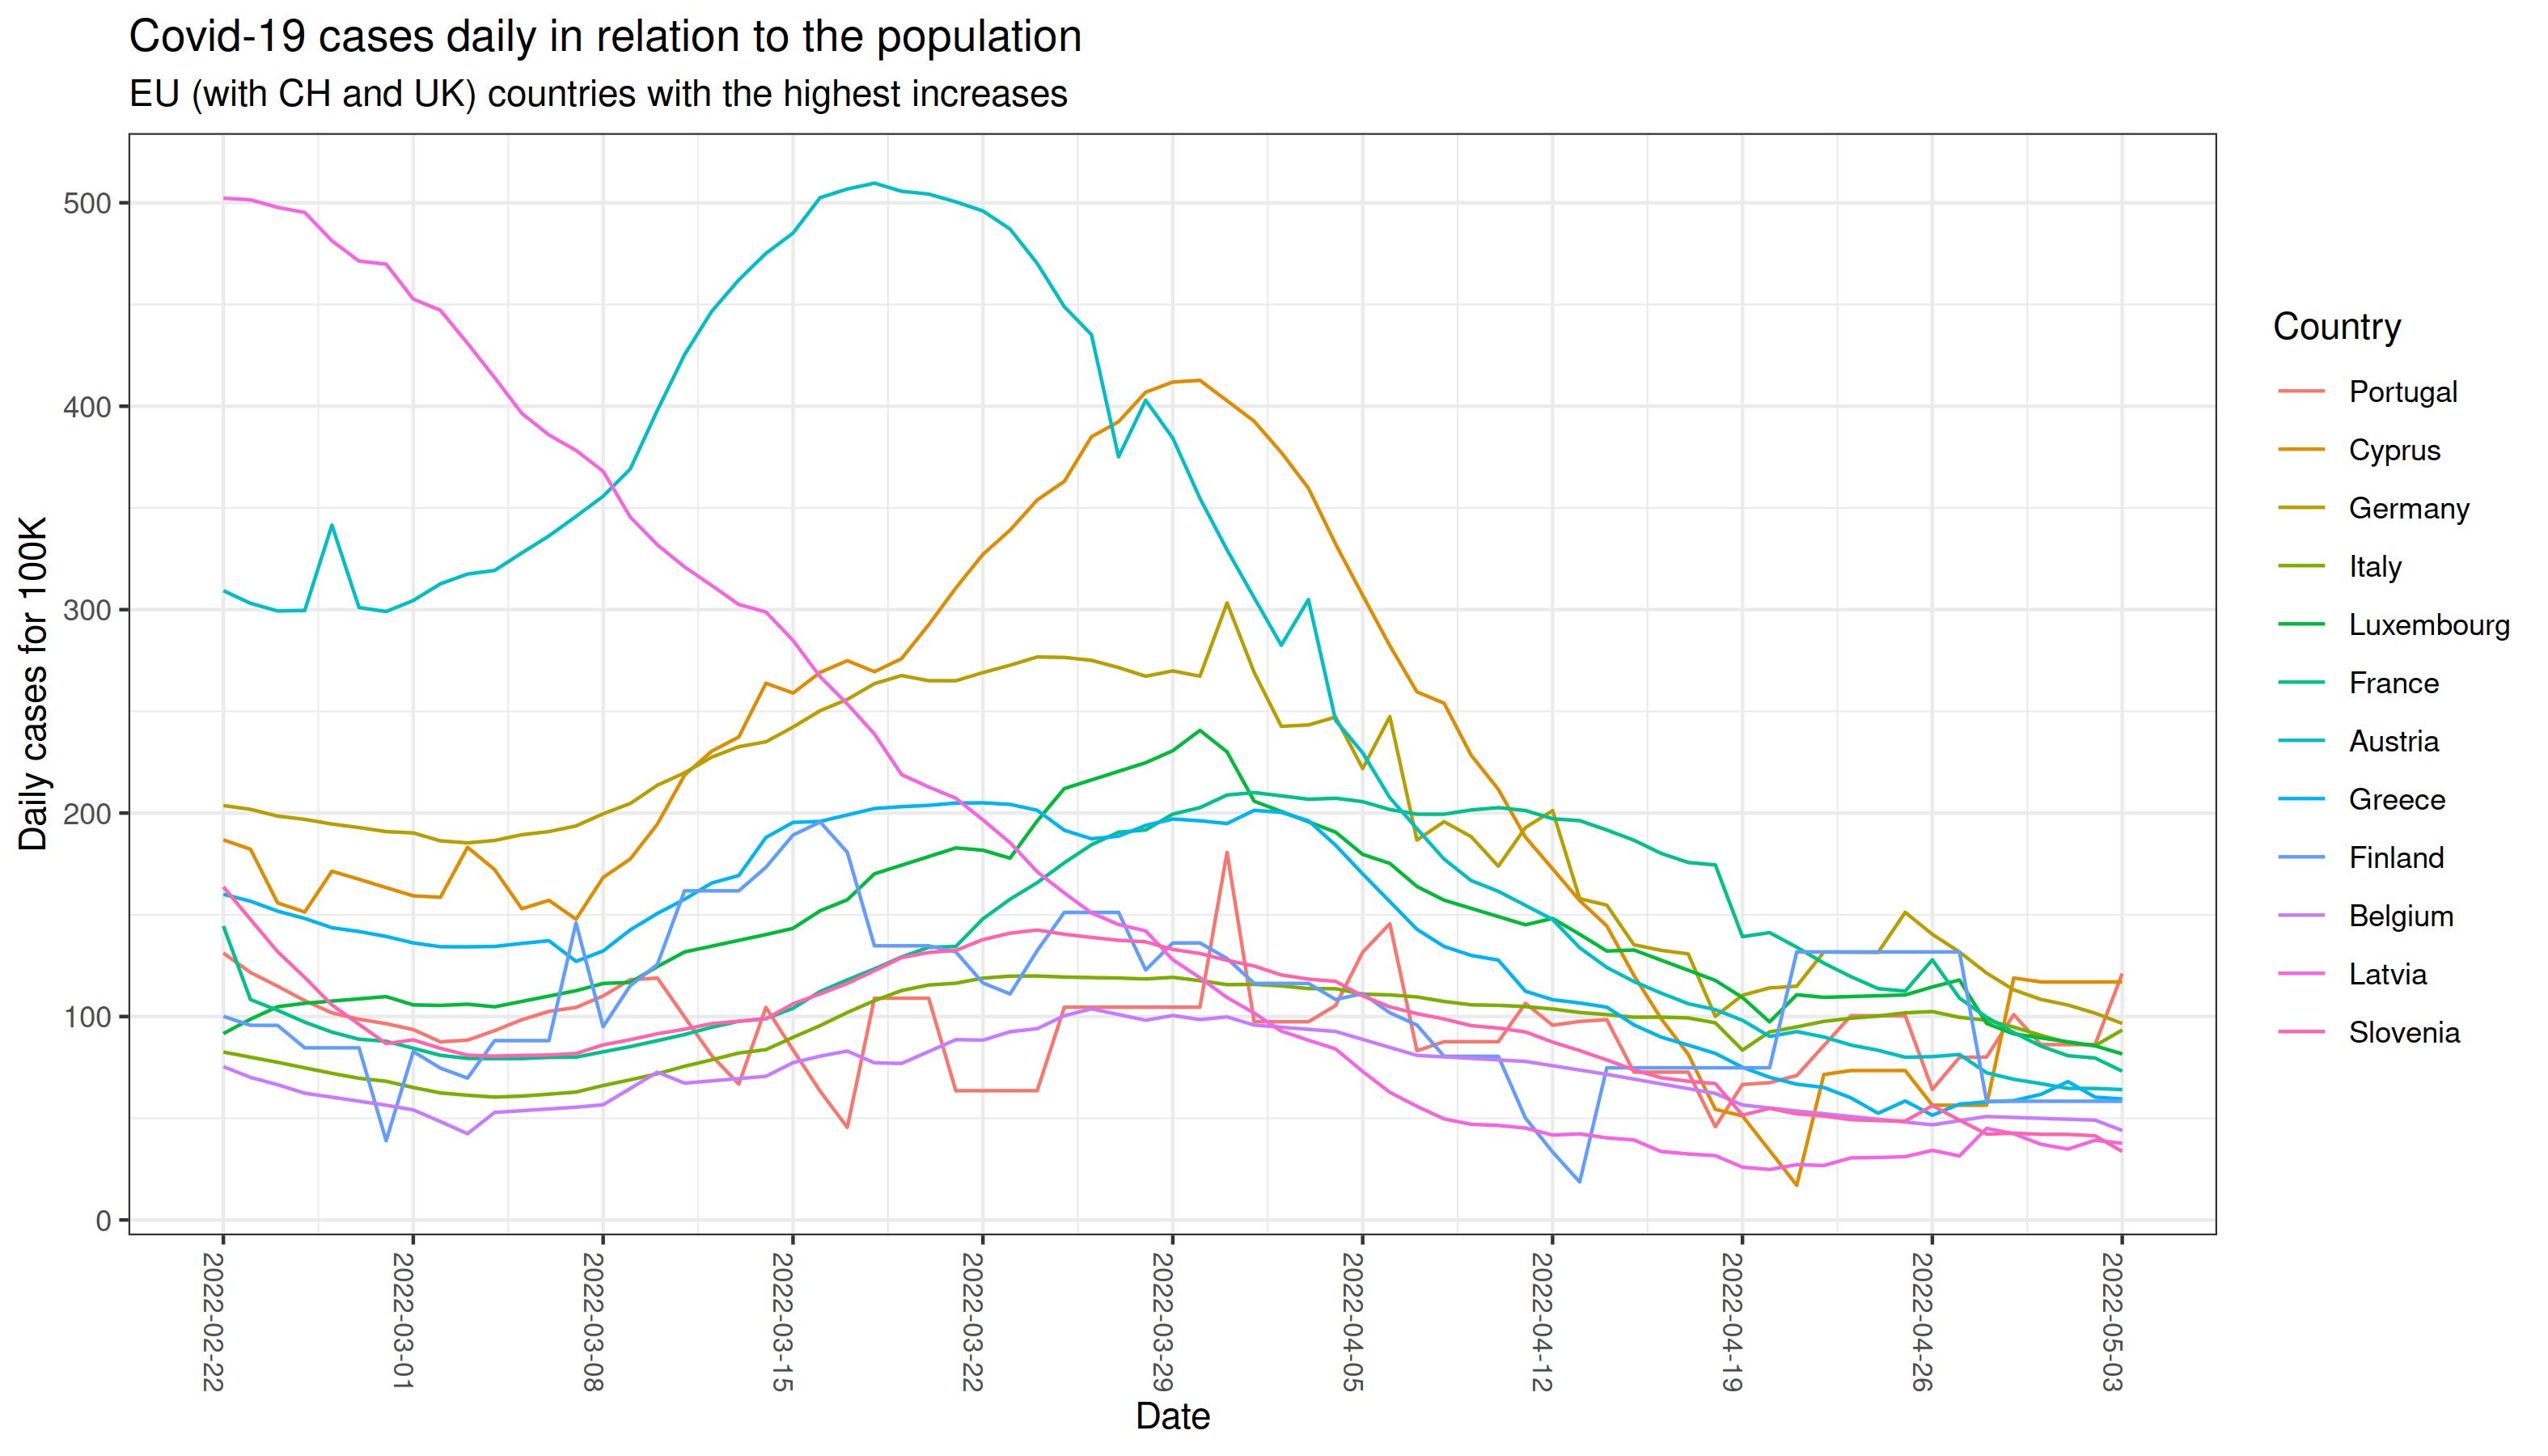 Covid-19 cases daily in relation to the population
EU (with CH and UK) countries with the highest increases
Daily cases for 100K
500
400
300
200
100
0
2022-02-22
2022-03-01
2022-03-08
2022-03-15
2022-03-22
2022-03-29
2022-04-05
2022-04-12
2022-04-19
2022-04-26
2022-05-03
Date
Country
Portugal
Cyprus
Germany
Italy
Luxembourg
France
Austria
Greece
Finland
Belgium
Latvia
Slovenia